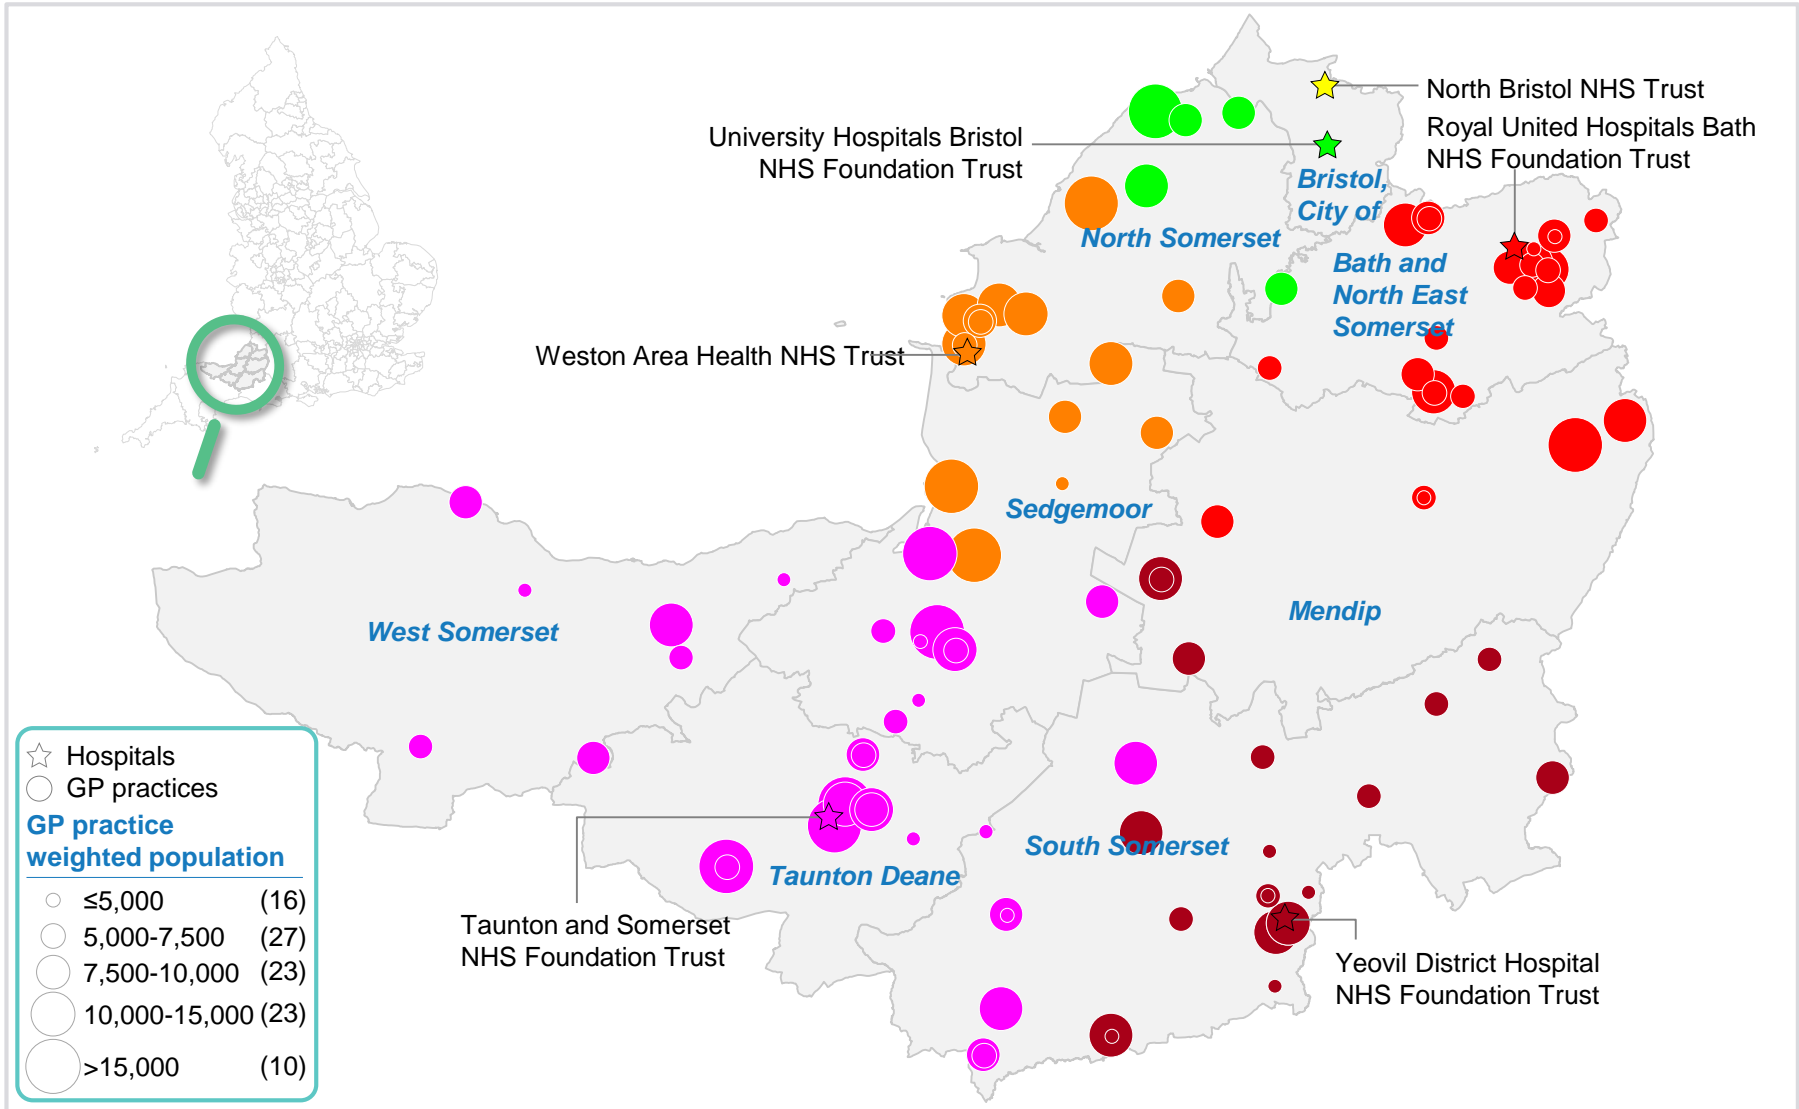 North Bristol NHS Trust
University Hospitals Bristol
NHS Foundation Trust
Royal United Hospitals Bath
NHS Foundation Trust
Bristol,
City of
North Somerset
Bath and
North East
Somerset
Weston Area Health NHS Trust
Sedgemoor
West Somerset
Mendip
South Somerset
Taunton Deane
Taunton and Somerset
NHS Foundation Trust
Yeovil District Hospital
NHS Foundation Trust
Hospitals
GP practices
GP practice
weighted population
≤5,000 (16)
5,000-7,500 (27)
7,500-10,000 (23)
10,000-15,000 (23)
>15,000 (10)